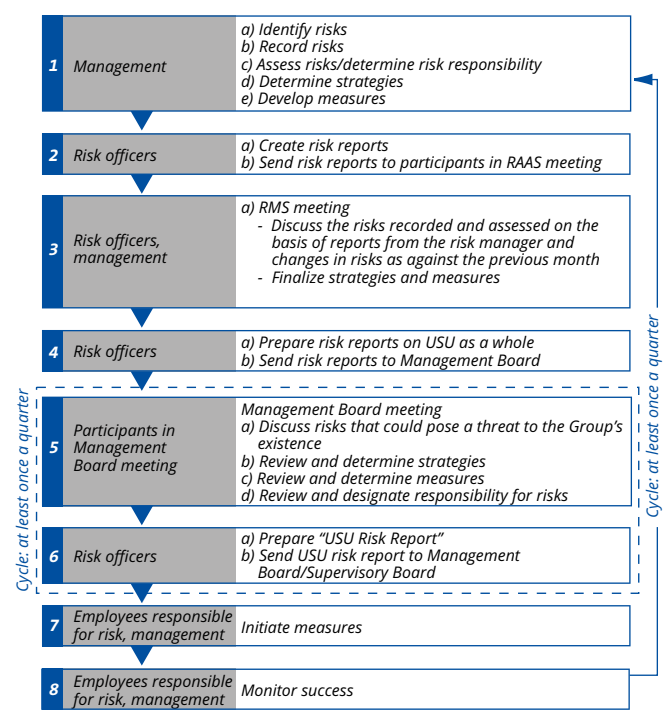 1
Management
a) Identify risks
b) Record risks
c) Assess risks/determine risk responsibility
d) Determine strategies
e) Develop measures
2
Risk officers
a) Create risk reports
b) Send risk reports to participants in RAAS meeting
3
Risk officers,
management
a) RMS meeting
- Discuss the risks recorded and assessed on the
basis of reports from the risk manager and
changes in risks as against the previous month
- Finalize strategies and measures
4
Risk officers
a) Prepare risk reports on USU as a whole
b) Send risk reports to Management Board
5
Participants in
Management
Board meeting
Management Board meeting
a) Discuss risks that could pose a threat to the Group's
existence
b) Review and determine strategies
c) Review and determine measures
d) Review and designate responsibility for risks
6
Risk officers
a) Prepare “USU Risk Report”
b) Send USU risk report to Management
Board/Supervisory Board
7
Employees responsible
for risk, management
Initiate measures
8
Employees responsible
for risk, management
Monitor success
Cycle: at least once a quarter
Cycle: at least once a quarter